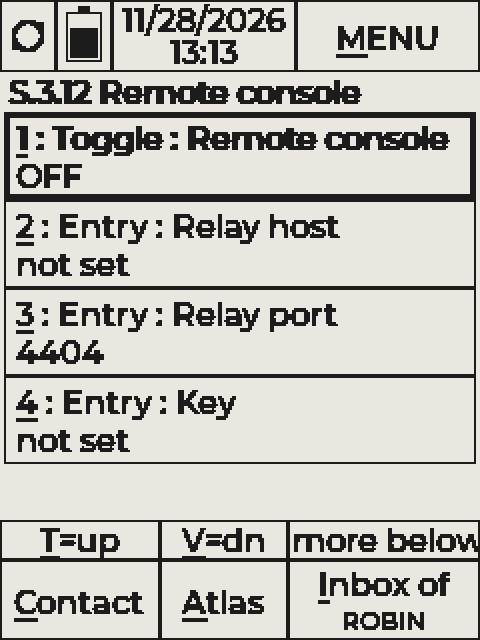 11/28/2026
13:13
MENU
S.3.12 Remote console
1 : Toggle : Remote console
OFF
2 : Entry : Relay host
not set
3 : Entry : Relay port
4404
4 : Entry : Key
not set
T=up
V=dn
more below
Contact
Atlas
Inbox of
ROBIN